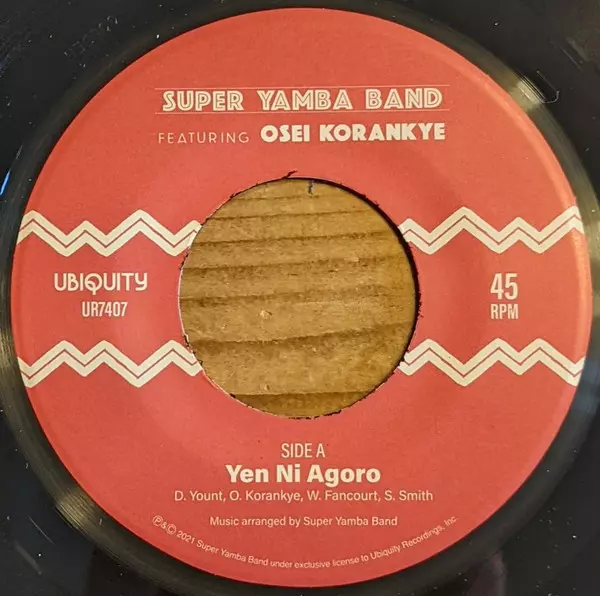 SUPER YAMBA BAND
FEATURING OSEI KORANKYE
UBIQUITY
UR7407
45
RPM
SIDE A
Yen Ni Agoro
D. Yount, O. Korankye, W. Fancourt, S. Smith
Music arranged by Super Yamba Band
℗&© 2021 Super Yamba Band under exclusive license to Ubiquity Recordings, Inc.